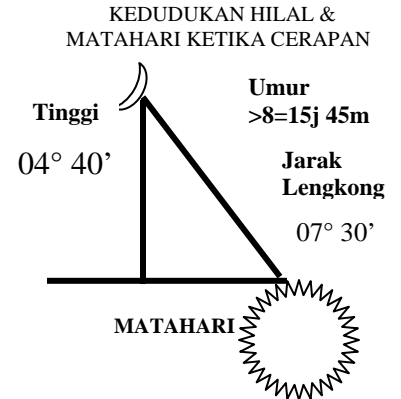 KEDUDUKAN HILAL &
MATAHARI KETIKA CERAPAN
Umur
>8=15j 45m
Tinggi
04° 40’
Jarak
Lengkong
07° 30’
MATAHARI